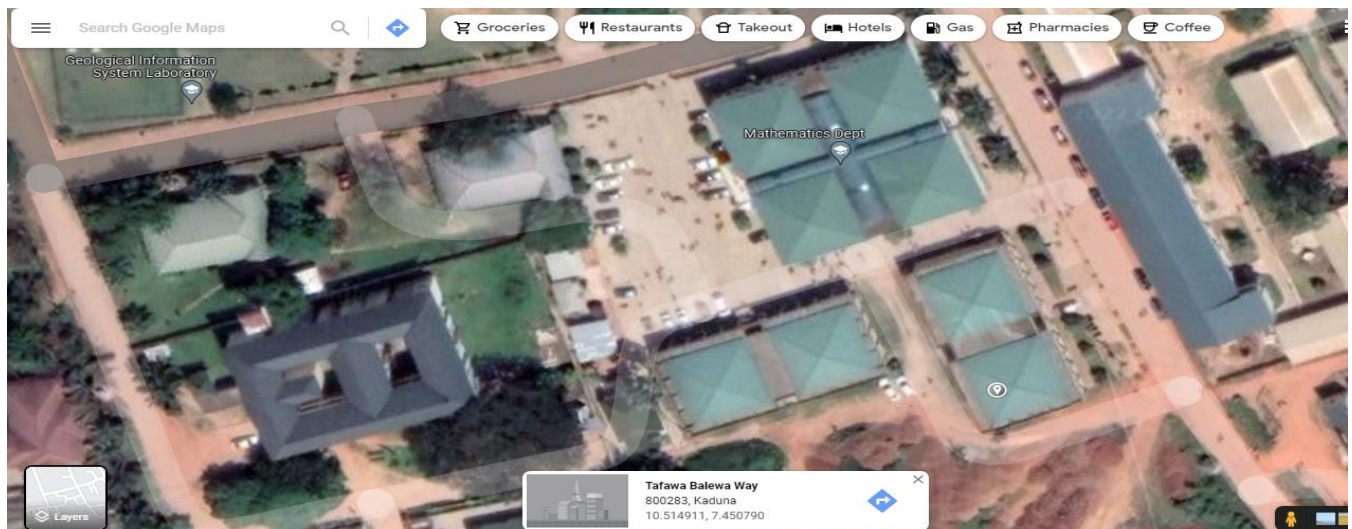 Search Google Maps
Groceries
Restaurants
Takeout
Hotels
Gas
Pharmacies
Coffee
Geological Information
System Laboratory
Mathematics Dept
Tafawa Balewa Way
800283, Kaduna
10.514911, 7.450790
Layers